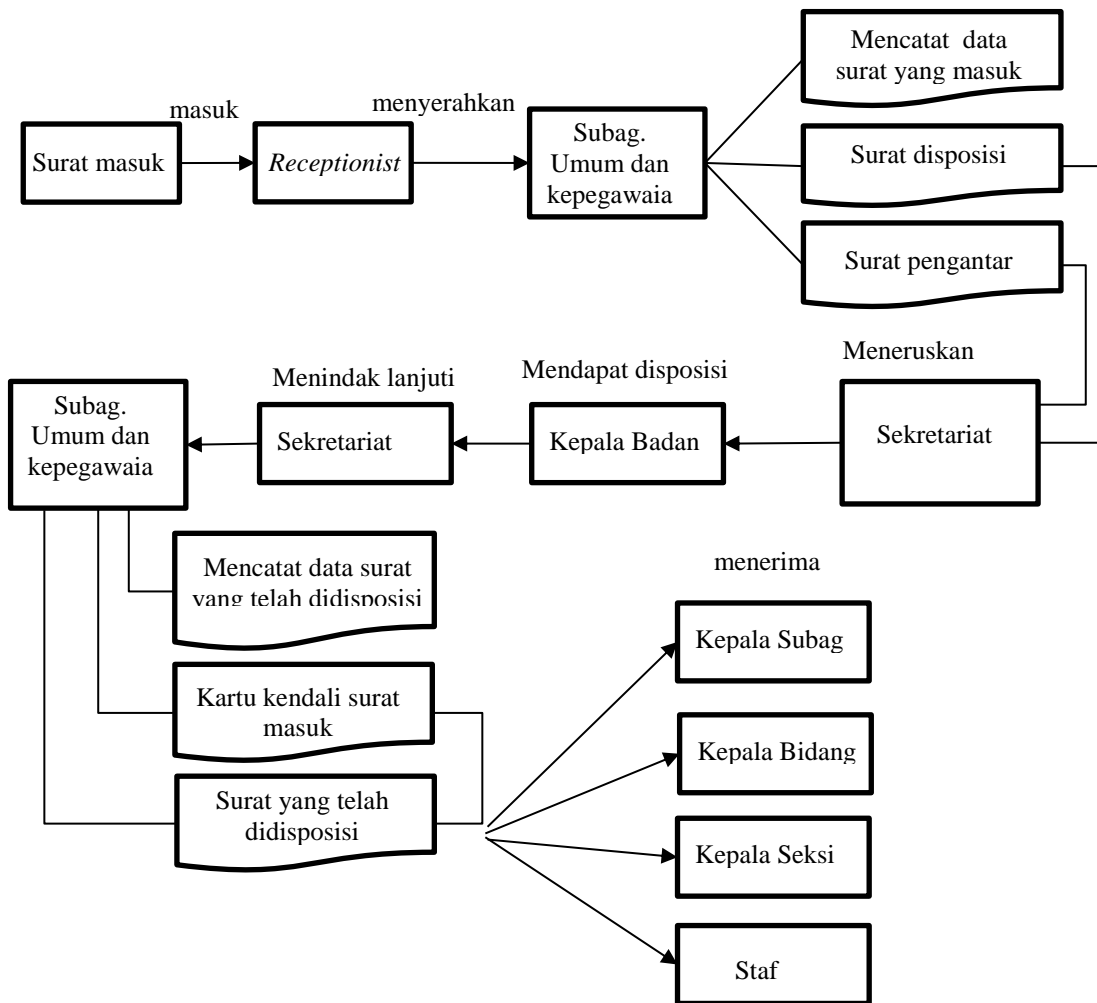 Mencatat data
surat yang masuk
masuk
menyerahkan
Surat masuk
Receptionist
Subag.
Umum dan
kepegawaia
Surat disposisi
Surat pengantar
Meneruskan
Mendapat disposisi
Menindak lanjuti
Subag.
Umum dan
kepegawaia
Sekretariat
Kepala Badan
Sekretariat
Mencatat data surat
yang telah didisposisi
Kartu kendali surat
masuk
Surat yang telah
didisposisi
menerima
Kepala Subag
Kepala Bidang
Kepala Seksi
Staf